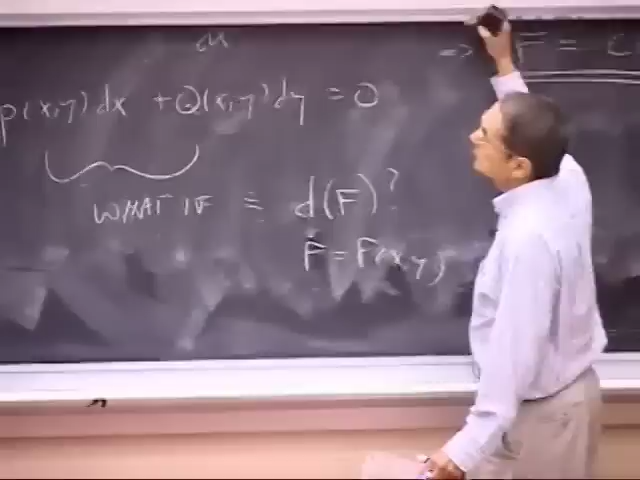 P(x,y)dx + Q(x,y)dy = 0
WHAT IF = d(F)?
F = F(x,y)
=> F = C